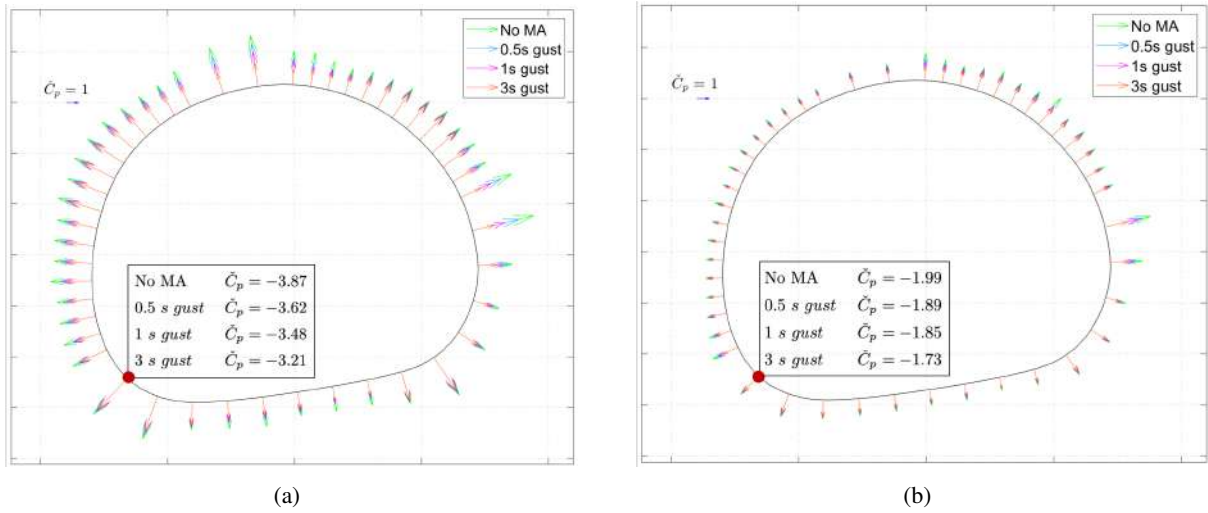 No MA
0.5s gust
1s gust
3s gust
Č_p = 1
No MA Č_p = −3.87
0.5 s gust Č_p = −3.62
1 s gust Č_p = −3.48
3 s gust Č_p = −3.21
(a)
No MA
0.5s gust
1s gust
3s gust
Č_p = 1
No MA Č_p = −1.99
0.5 s gust Č_p = −1.89
1 s gust Č_p = −1.85
3 s gust Č_p = −1.73
(b)